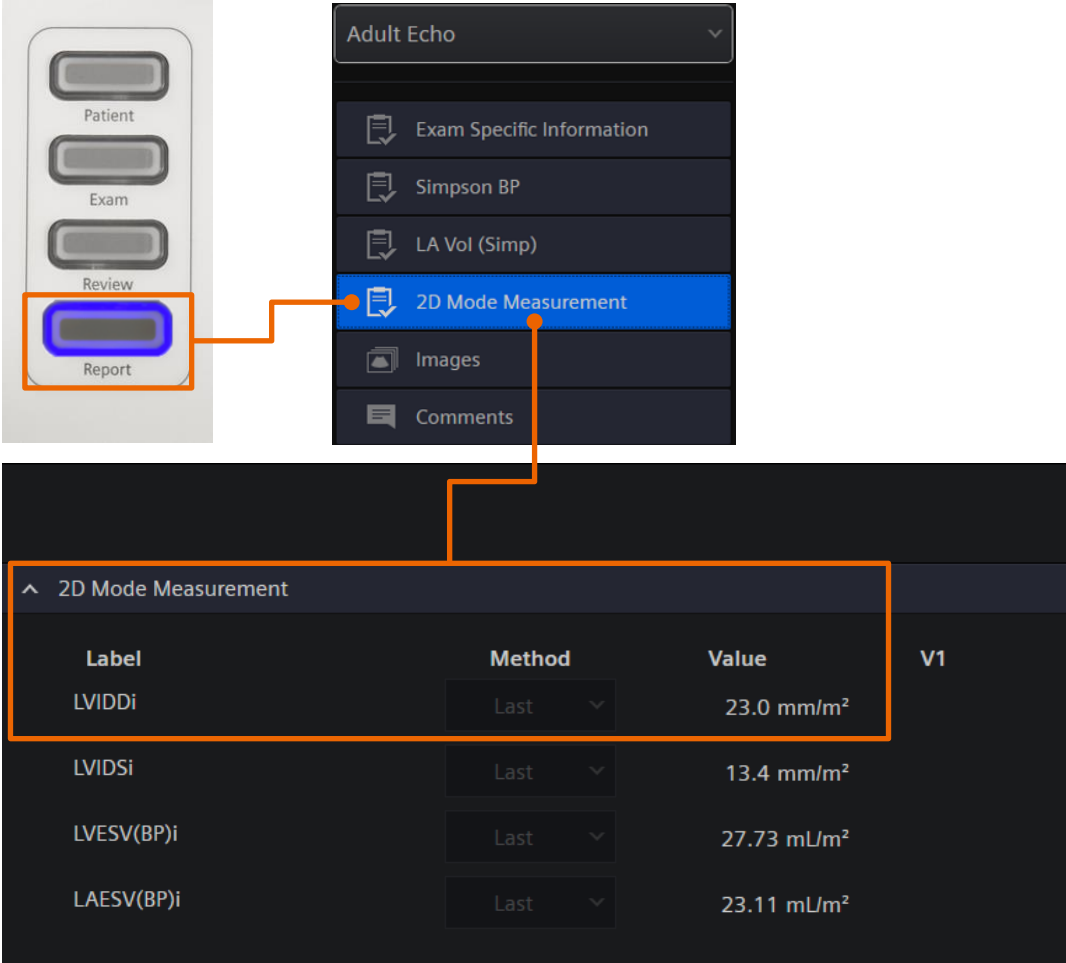 Patient
Exam
Review
Report
Adult Echo
Exam Specific Information
Simpson BP
LA Vol (Simp)
2D Mode Measurement
Images
Comments
2D Mode Measurement
Label Method Value V1
LVIDDi Last 23.0 mm/m²
LVIDSi Last 13.4 mm/m²
LVESV(BP)i Last 27.73 mL/m²
LAESV(BP)i Last 23.11 mL/m²